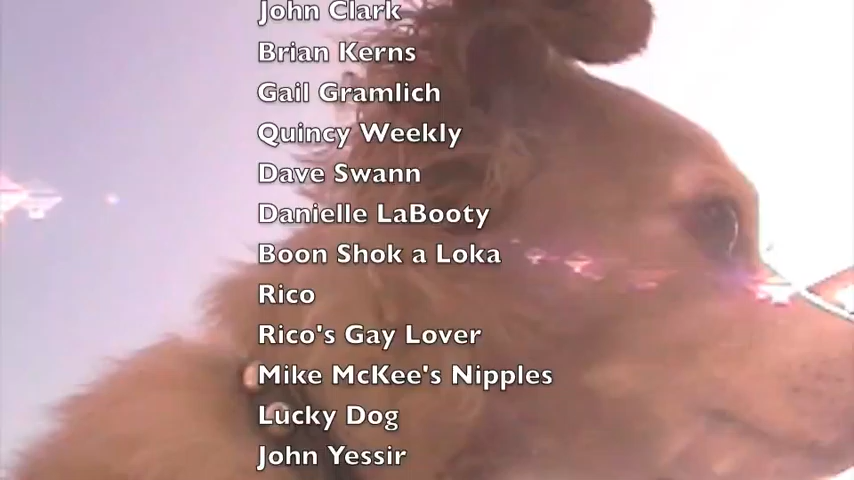 John Clark
Brian Kerns
Gail Gramlich
Quincy Weekly
Dave Swann
Danielle LaBooty
Boon Shok a Loka
Rico
Rico's Gay Lover
Mike McKee's Nipples
Lucky Dog
John Yessir